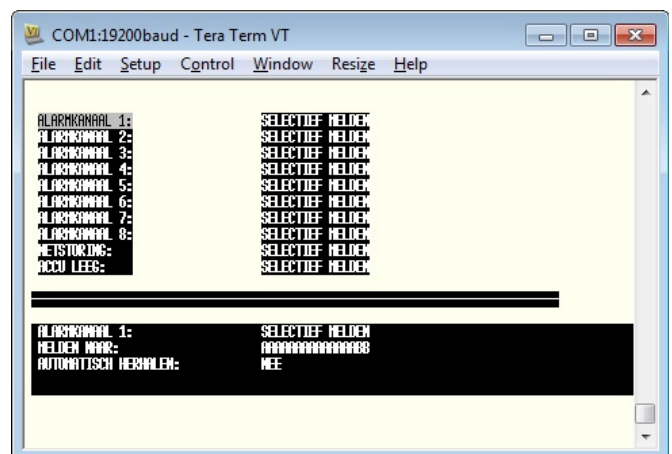 COM1:19200baud - Tera Term VT
File Edit Setup Control Window Resize Help
ALARMKANAAL 1: SELECTIEF MELDEN
ALARMKANAAL 2: SELECTIEF MELDEN
ALARMKANAAL 3: SELECTIEF MELDEN
ALARMKANAAL 4: SELECTIEF MELDEN
ALARMKANAAL 5: SELECTIEF MELDEN
ALARMKANAAL 6: SELECTIEF MELDEN
ALARMKANAAL 7: SELECTIEF MELDEN
ALARMKANAAL 8: SELECTIEF MELDEN
NETSTORING: SELECTIEF MELDEN
ACCU LEEG: SELECTIEF MELDEN
ALARMKANAAL 1: SELECTIEF MELDEN
MELDEN NAAR:
AUTOMATISCH HERHALEN: NEE